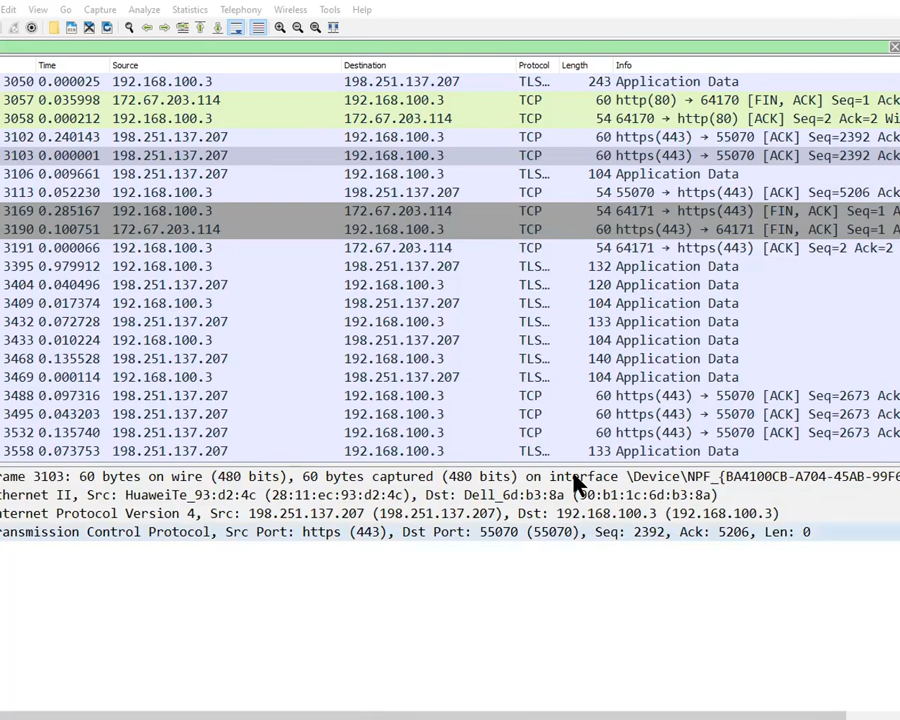 Edit View Go Capture Analyze Statistics Telephony Wireless Tools Help
Time Source Destination Protocol Length Info
3050 0.000025 192.168.100.3 198.251.137.207 TLS… 243 Application Data
3057 0.035998 172.67.203.114 192.168.100.3 TCP 60 http(80) → 64170 [FIN, ACK] Seq=1 Ack
3058 0.000212 192.168.100.3 172.67.203.114 TCP 54 64170 → http(80) [ACK] Seq=2 Ack=2 Wi
3102 0.240143 198.251.137.207 192.168.100.3 TCP 60 https(443) → 55070 [ACK] Seq=2392 Ack
3103 0.000001 198.251.137.207 192.168.100.3 TCP 60 https(443) → 55070 [ACK] Seq=2392 Ack
3106 0.009661 198.251.137.207 192.168.100.3 TLS… 104 Application Data
3113 0.052230 192.168.100.3 198.251.137.207 TCP 54 55070 → https(443) [ACK] Seq=5206 Ack
3169 0.285167 192.168.100.3 172.67.203.114 TCP 54 64171 → https(443) [FIN, ACK] Seq=1 A
3190 0.100751 172.67.203.114 192.168.100.3 TCP 60 https(443) → 64171 [FIN, ACK] Seq=1 A
3191 0.000066 192.168.100.3 172.67.203.114 TCP 54 64171 → https(443) [ACK] Seq=2 Ack=2
3395 0.979912 192.168.100.3 198.251.137.207 TLS… 132 Application Data
3404 0.040496 198.251.137.207 192.168.100.3 TLS… 120 Application Data
3409 0.017374 192.168.100.3 198.251.137.207 TLS… 104 Application Data
3432 0.072728 198.251.137.207 192.168.100.3 TLS… 133 Application Data
3433 0.010224 192.168.100.3 198.251.137.207 TLS… 104 Application Data
3468 0.135528 198.251.137.207 192.168.100.3 TLS… 140 Application Data
3469 0.000114 192.168.100.3 198.251.137.207 TLS… 104 Application Data
3488 0.097316 198.251.137.207 192.168.100.3 TCP 60 https(443) → 55070 [ACK] Seq=2673 Ack
3495 0.043203 198.251.137.207 192.168.100.3 TCP 60 https(443) → 55070 [ACK] Seq=2673 Ack
3532 0.135740 198.251.137.207 192.168.100.3 TCP 60 https(443) → 55070 [ACK] Seq=2673 Ack
3558 0.073753 198.251.137.207 192.168.100.3 TLS… 133 Application Data
rame 3103: 60 bytes on wire (480 bits), 60 bytes captured (480 bits) on interface \Device\NPF_{BA4100CB-A704-45AB-99F6
thernet II, Src: HuaweiTe_93:d2:4c (28:11:ec:93:d2:4c), Dst: Dell_6d:b3:8a 00:b1:1c:6d:b3:8a)
nternet Protocol Version 4, Src: 198.251.137.207 (198.251.137.207), Dst: 192.168.100.3 (192.168.100.3)
ransmission Control Protocol, Src Port: https (443), Dst Port: 55070 (55070), Seq: 2392, Ack: 5206, Len: 0